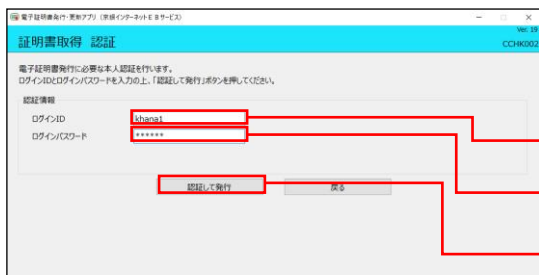 電子証明書発行・更新アプリ (京銀インターネットEBサービス)
Ver. 19
証明書取得 認証
CCHK002
電子証明書発行に必要な本人認証を行います。
ログインIDとログインパスワードを入力の上、「認証して発行」ボタンを押してください。
認証情報
ログインID khana1
ログインパスワード ******
認証して発行 戻る